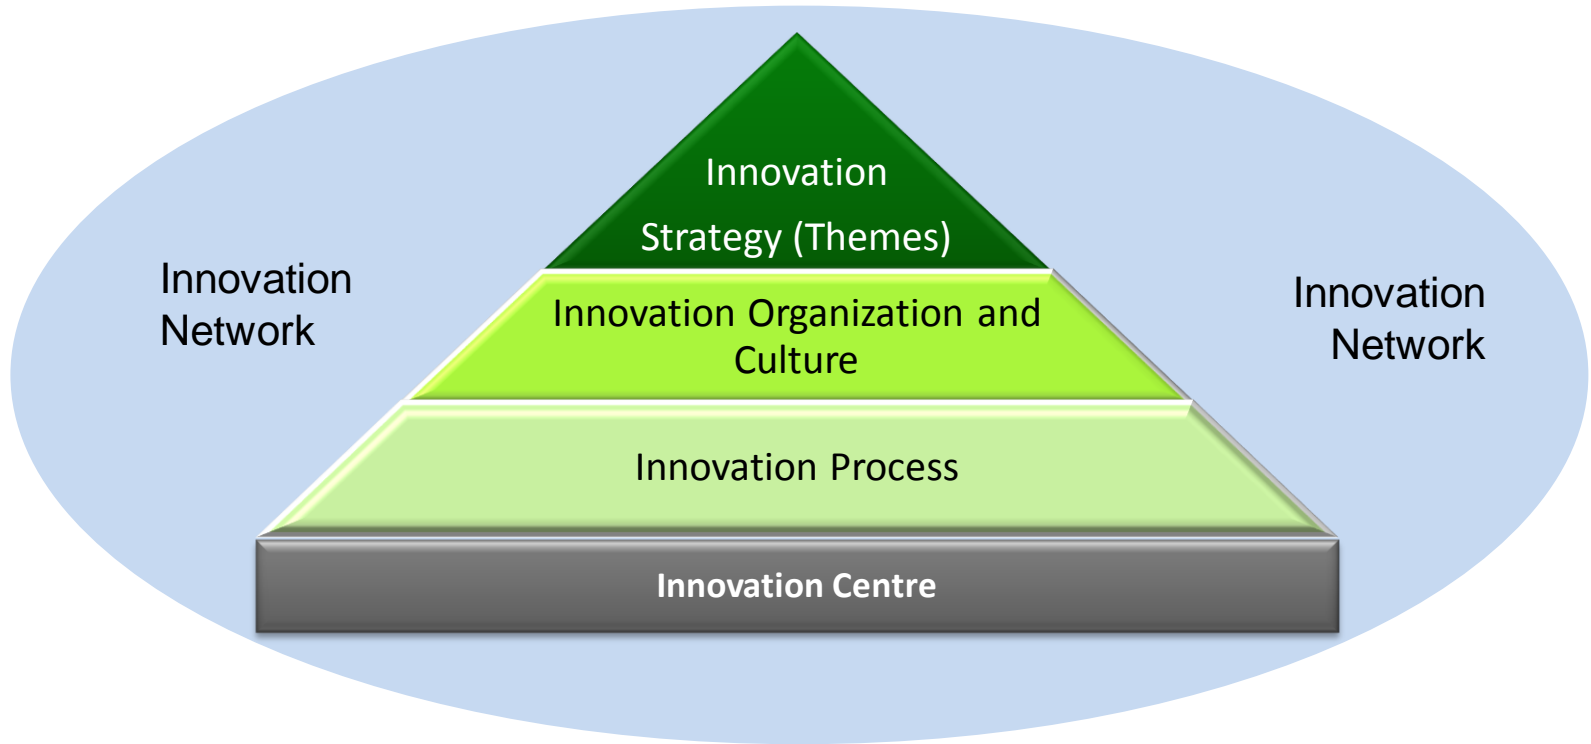 Innovation
Strategy (Themes)
Innovation
Network
Innovation Organization and
Culture
Innovation
Network
Innovation Process
Innovation Centre